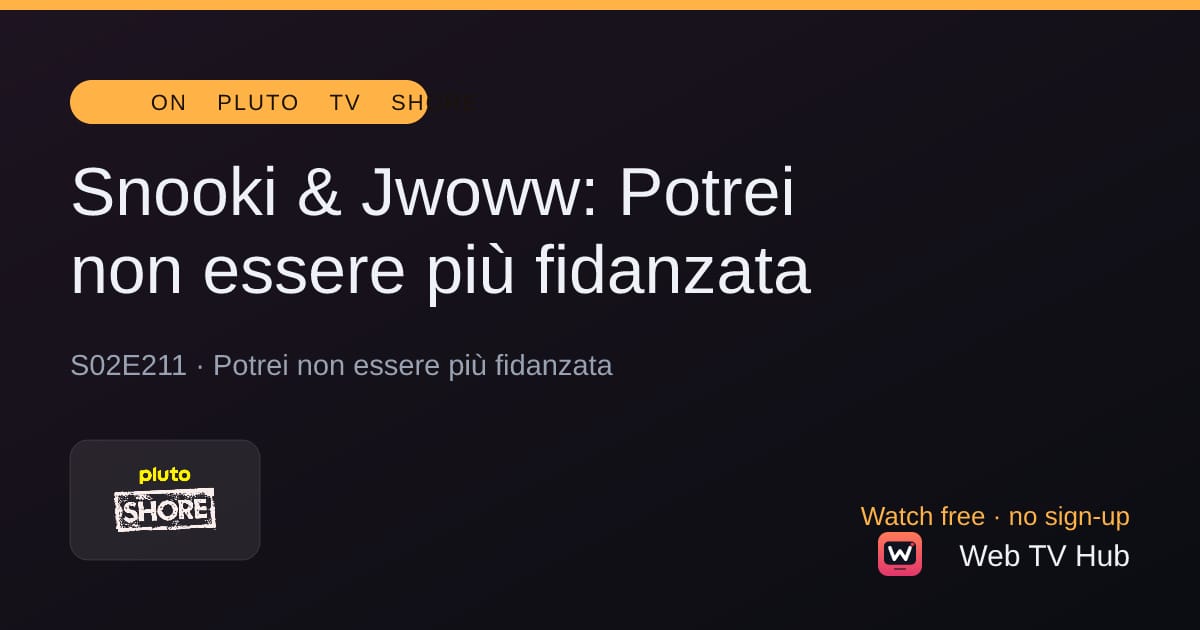 ON PLUTO TV SHORE
Snooki & Jwoww: Potrei
non essere più fidanzata
S02E211 · Potrei non essere più fidanzata
pluto
SHORE
Watch free · no sign-up
W
Web TV Hub